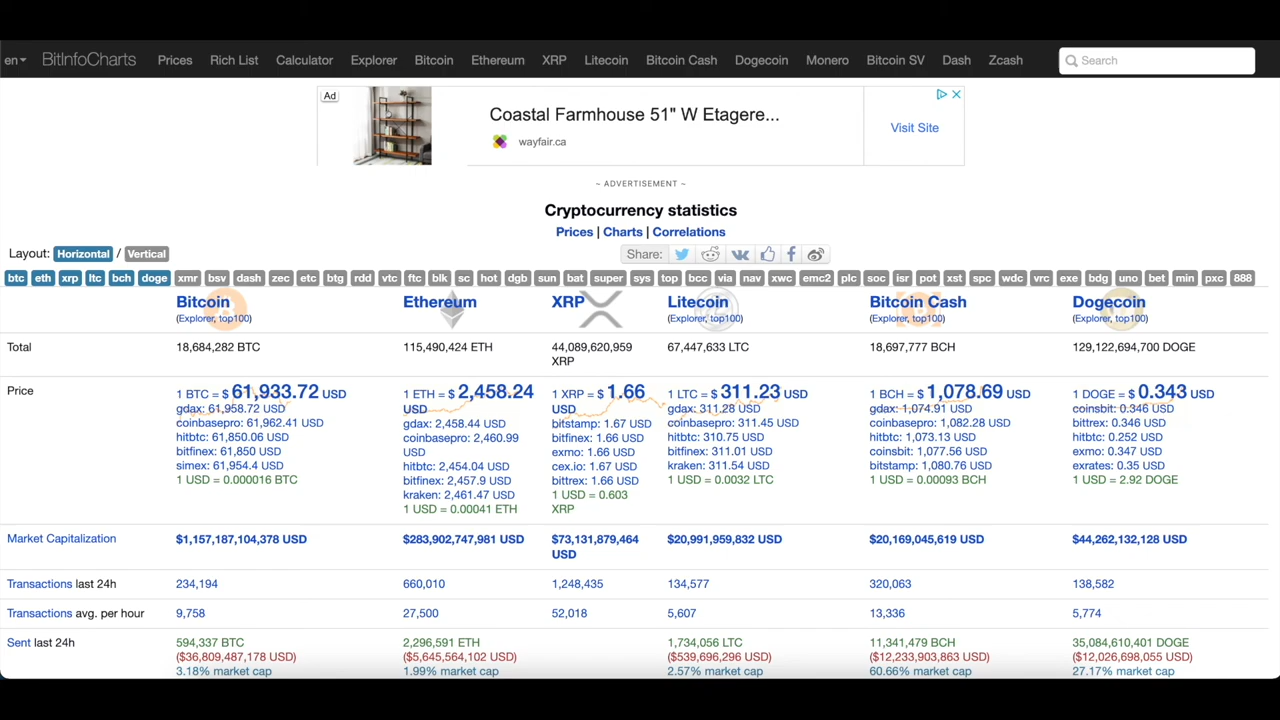 en
BitInfoCharts
Prices
Rich List
Calculator
Explorer
Bitcoin
Ethereum
XRP
Litecoin
Bitcoin Cash
Dogecoin
Monero
Bitcoin SV
Dash
Zcash
Search
Ad
Coastal Farmhouse 51" W Etagere...
wayfair.ca
Visit Site
~ ADVERTISEMENT ~
Cryptocurrency statistics
Prices | Charts | Correlations
Layout: Horizontal / Vertical
Share:
btc eth xrp ltc bch doge xmr bsv dash zec etc btg rdd vtc ftc blk sc hot dgb sun bat super sys top bcc via nav xwc emc2 plc soc isr pot xst spc wdc vrc exe bdg uno bet min pxc 888
Bitcoin
(Explorer, top100)
Ethereum
XRP
Litecoin
(Explorer, top100)
Bitcoin Cash
(Explorer, top100)
Dogecoin
(Explorer, top100)
Total
18,684,282 BTC
115,490,424 ETH
44,089,620,959
XRP
67,447,633 LTC
18,697,777 BCH
129,122,694,700 DOGE
Price
1 BTC = $ 61,933.72 USD
gdax: 61,958.72 USD
coinbasepro: 61,962.41 USD
hitbtc: 61,850.06 USD
bitfinex: 61,850 USD
simex: 61,954.4 USD
1 USD = 0.000016 BTC
1 ETH = $ 2,458.24
USD
gdax: 2,458.44 USD
coinbasepro: 2,460.99
USD
hitbtc: 2,454.04 USD
bitfinex: 2,457.9 USD
kraken: 2,461.47 USD
1 USD = 0.00041 ETH
1 XRP = $ 1.66
USD
bitstamp: 1.67 USD
bitfinex: 1.66 USD
exmo: 1.66 USD
cex.io: 1.67 USD
bittrex: 1.66 USD
1 USD = 0.603
XRP
1 LTC = $ 311.23 USD
gdax: 311.28 USD
coinbasepro: 311.45 USD
hitbtc: 310.75 USD
bitfinex: 311.01 USD
kraken: 311.54 USD
1 USD = 0.0032 LTC
1 BCH = $ 1,078.69 USD
gdax: 1,074.91 USD
coinbasepro: 1,082.28 USD
hitbtc: 1,073.13 USD
coinsbit: 1,077.56 USD
bitstamp: 1,080.76 USD
1 USD = 0.00093 BCH
1 DOGE = $ 0.343 USD
coinsbit: 0.346 USD
bittrex: 0.346 USD
hitbtc: 0.252 USD
exmo: 0.347 USD
exrates: 0.35 USD
1 USD = 2.92 DOGE
Market Capitalization
$1,157,187,104,378 USD
$283,902,747,981 USD
$73,131,879,464
USD
$20,991,959,832 USD
$20,169,045,619 USD
$44,262,132,128 USD
Transactions last 24h
234,194
660,010
1,248,435
134,577
320,063
138,582
Transactions avg. per hour
9,758
27,500
52,018
5,607
13,336
5,774
Sent last 24h
594,337 BTC
($36,809,487,178 USD)
3.18% market cap
2,296,591 ETH
($5,645,564,102 USD)
1.99% market cap
1,734,056 LTC
($539,696,296 USD)
2.57% market cap
11,341,479 BCH
($12,233,903,863 USD)
60.66% market cap
35,084,610,401 DOGE
($12,026,698,055 USD)
27.17% market cap